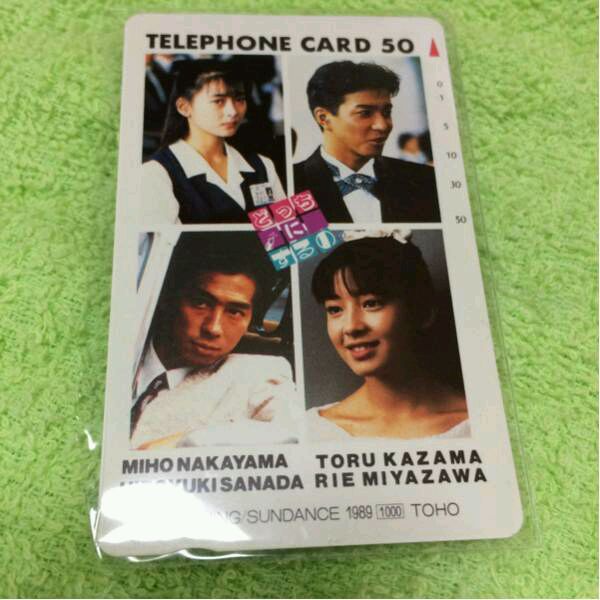 TELEPHONE CARD 50
0
1
5
10
30
50
どっち
に
する
MIHO NAKAYAMA TORU KAZAMA
HIROYUKI SANADA RIE MIYAZAWA
/SUNDANCE 1989 1000 TOHO